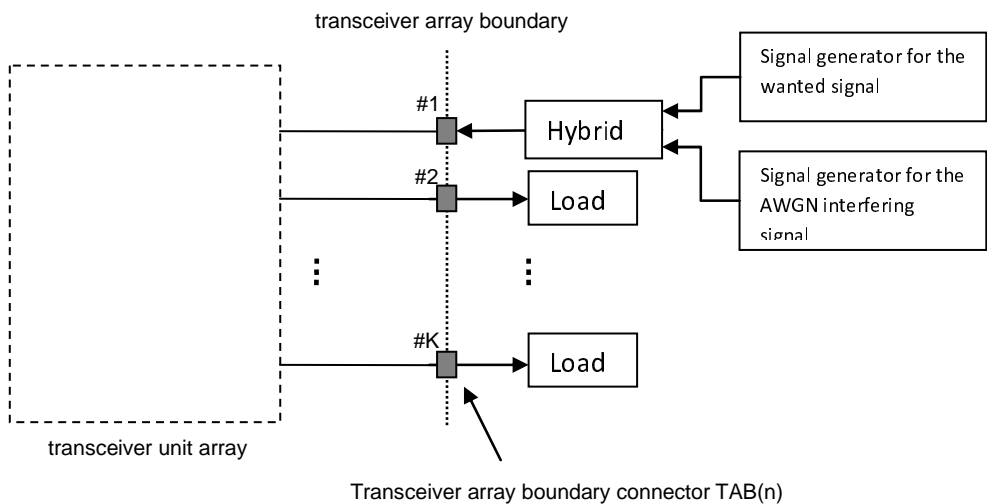 transceiver array boundary
Signal generator for the
wanted signal
#1
Hybrid
#2
Load
Signal generator for the
AWGN interfering
signal
#K
Load
transceiver unit array
Transceiver array boundary connector TAB(n)